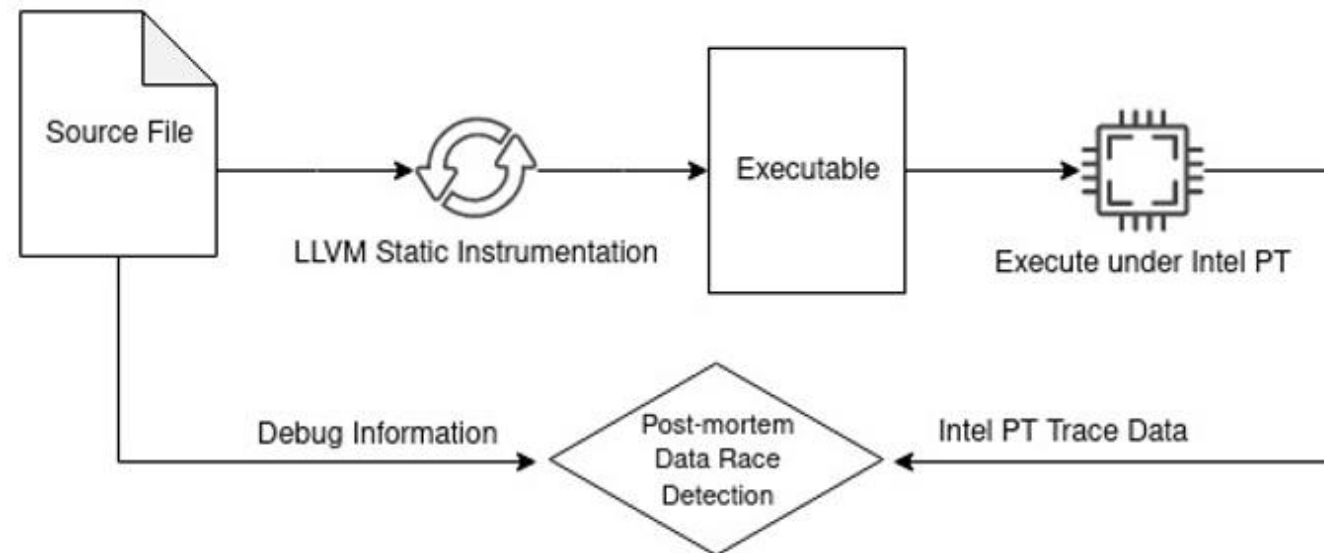 Source File
LLVM Static Instrumentation
Executable
Execute under Intel PT
Debug Information
Post-mortem
Data Race
Detection
Intel PT Trace Data